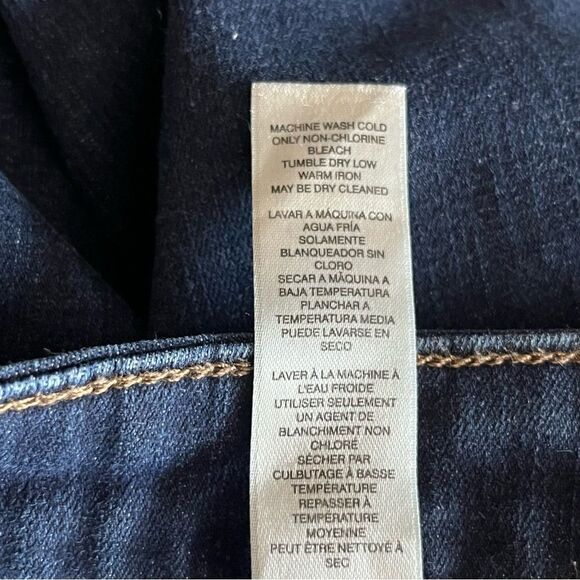 MACHINE WASH COLD
ONLY NON-CHLORINE
BLEACH
TUMBLE DRY LOW
WARM IRON
MAY BE DRY CLEANED
LAVAR A MÁQUINA CON
AGUA FRÍA
SOLAMENTE
BLANQUEADOR SIN
CLORO
SECAR A MÀQUINA A
BAJA TEMPERATURA
PLANCHAR A
TEMPERATURA MEDIA
PUEDE LAVARSE EN
SECO
LAVER À LA MACHINE À
L'EAU FROIDE
UTILISER SEULEMENT
UN AGENT DE
BLANCHIMENT NON
CHLORÉ
SÉCHER PAR
CULBUTAGE À BASSE
TEMPÉRATURE
REPASSER À
TEMPÉRATURE
MOYENNE
PEUT ÊTRE NETTOYÉ À
SEC